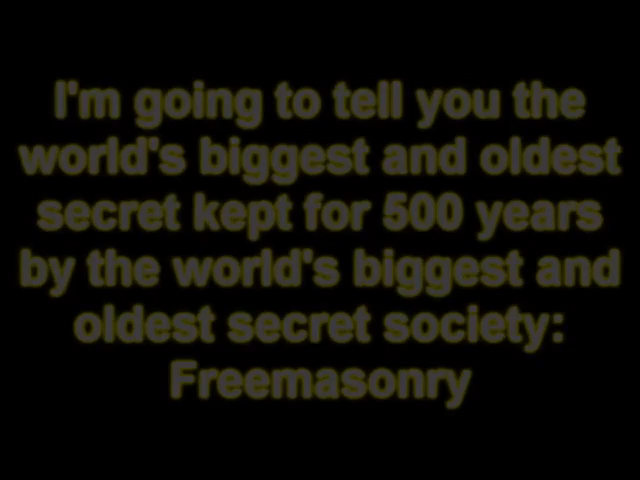 I'm going to tell you the
world's biggest and oldest
secret kept for 500 years
by the world's biggest and
oldest secret society:
Freemasonry